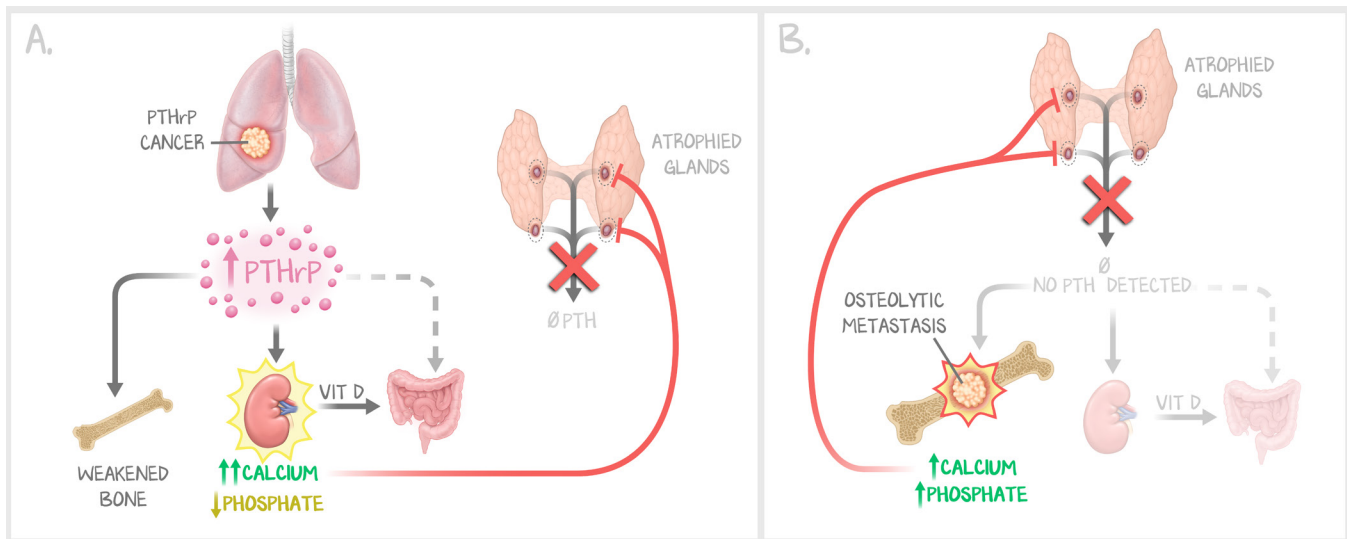 A.
PTHrP
CANCER
↑ PTHrP
ATROPHIED
GLANDS
Ø PTH
VIT D
WEAKENED
BONE
↑↑CALCIUM
↓PHOSPHATE
B.
ATROPHIED
GLANDS
Ø
NO PTH DETECTED
OSTEOLYTIC
METASTASIS
VIT D
↑CALCIUM
↑PHOSPHATE